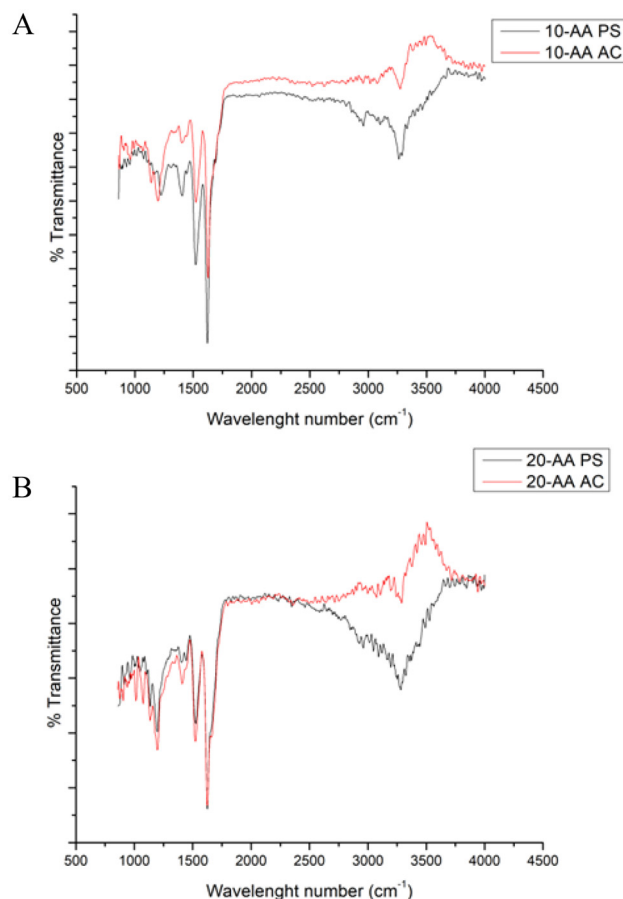 A
10-AA PS
10-AA AC
% Transmittance
500 1000 1500 2000 2500 3000 3500 4000 4500
Wavelenght number (cm⁻¹)
B
20-AA PS
20-AA AC
% Transmittance
500 1000 1500 2000 2500 3000 3500 4000 4500
Wavelenght number (cm⁻¹)